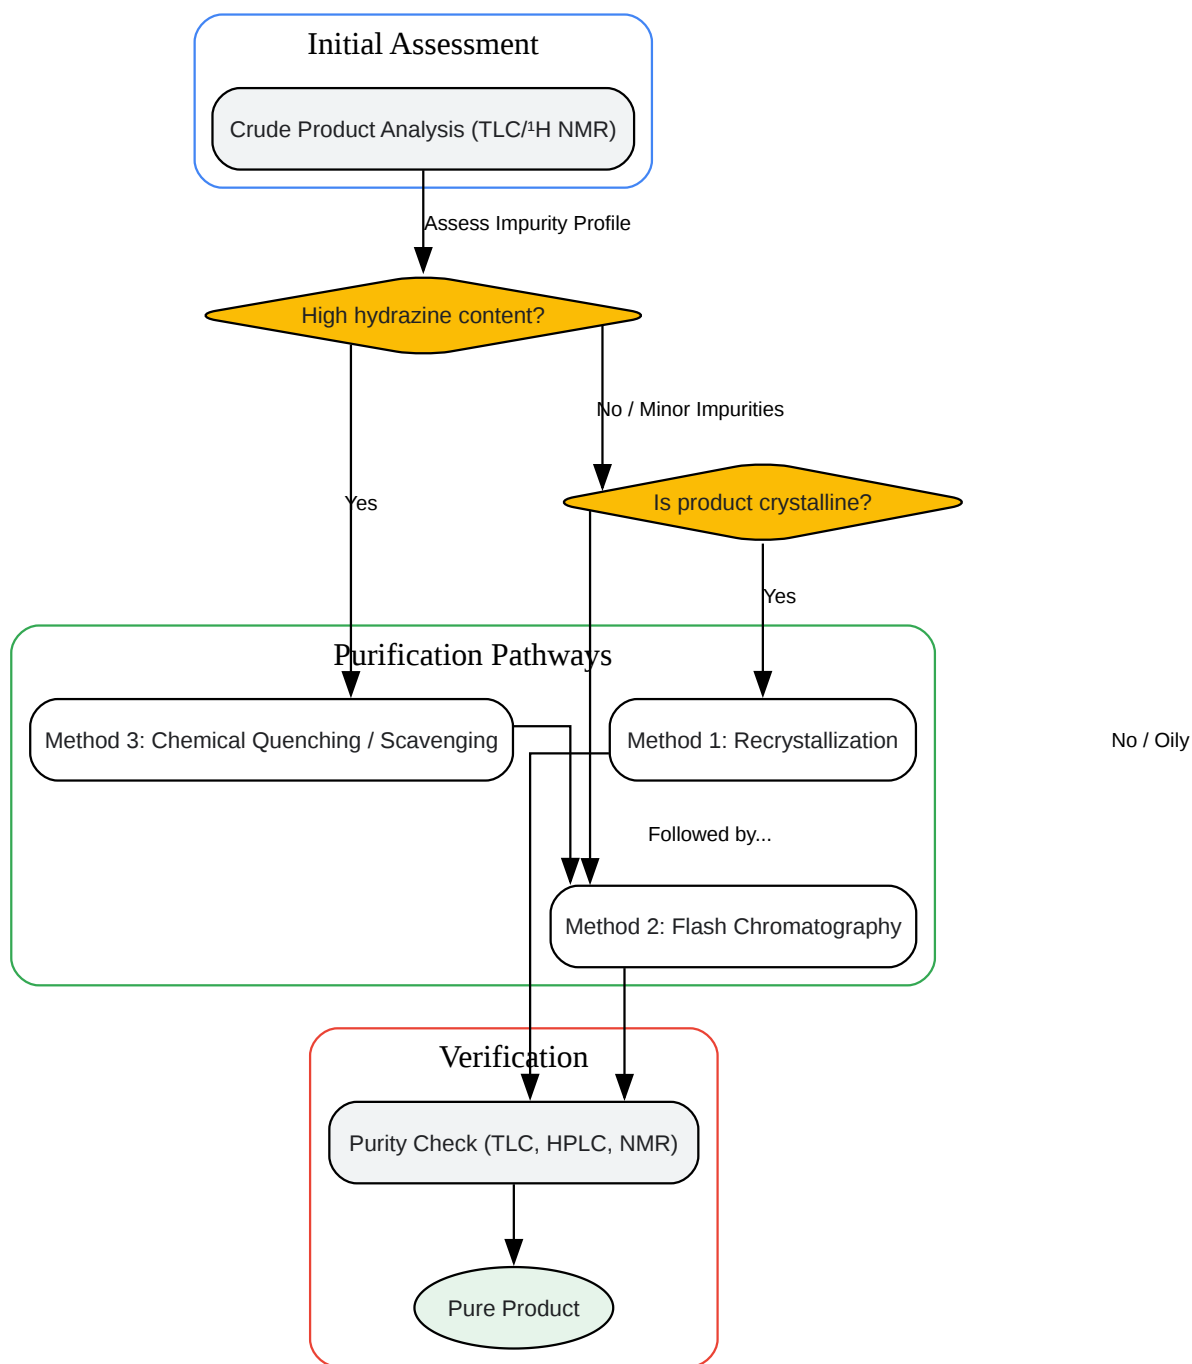 Initial Assessment
Crude Product Analysis (TLC/¹H NMR)
Assess Impurity Profile
High hydrazine content?
No / Minor Impurities
Is product crystalline?
Yes
Yes
Purification Pathways
Method 3: Chemical Quenching / Scavenging
Method 1: Recrystallization
No / Oily
Followed by...
Method 2: Flash Chromatography
Verification
Purity Check (TLC, HPLC, NMR)
Pure Product